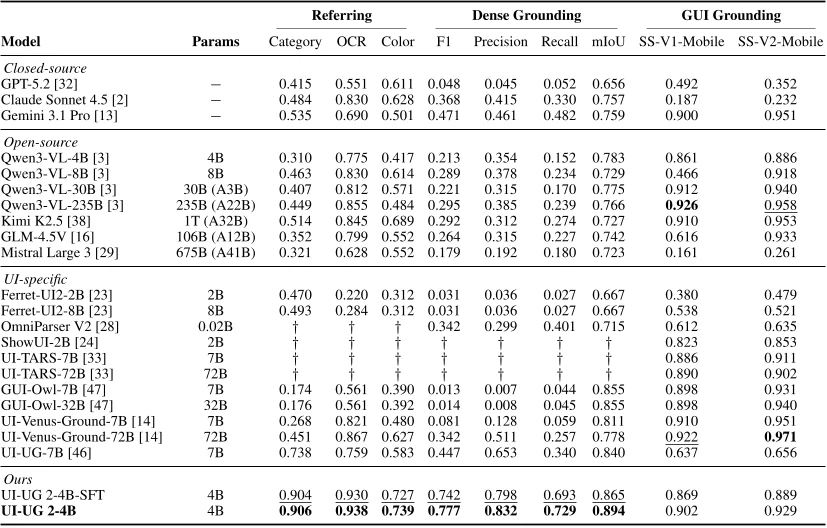 Referring Dense Grounding GUI Grounding
Model Params Category OCR Color F1 Precision Recall mIoU SS-V1-Mobile SS-V2-Mobile
Closed-source
GPT-5.2 [32] – 0.415 0.551 0.611 0.048 0.045 0.052 0.656 0.492 0.352
Claude Sonnet 4.5 [2] – 0.484 0.830 0.628 0.368 0.415 0.330 0.757 0.187 0.232
Gemini 3.1 Pro [13] – 0.535 0.690 0.501 0.471 0.461 0.482 0.759 0.900 0.951
Open-source
Qwen3-VL-4B [3] 4B 0.310 0.775 0.417 0.213 0.354 0.152 0.783 0.861 0.886
Qwen3-VL-8B [3] 8B 0.463 0.830 0.614 0.289 0.378 0.234 0.729 0.466 0.918
Qwen3-VL-30B [3] 30B (A3B) 0.407 0.812 0.571 0.221 0.315 0.170 0.775 0.912 0.940
Qwen3-VL-235B [3] 235B (A22B) 0.449 0.855 0.484 0.295 0.385 0.239 0.766 0.926 0.958
Kimi K2.5 [38] 1T (A32B) 0.514 0.845 0.689 0.292 0.312 0.274 0.727 0.910 0.953
GLM-4.5V [16] 106B (A12B) 0.352 0.799 0.552 0.264 0.315 0.227 0.742 0.616 0.933
Mistral Large 3 [29] 675B (A41B) 0.321 0.628 0.552 0.179 0.192 0.180 0.723 0.161 0.261
UI-specific
Ferret-UI2-2B [23] 2B 0.470 0.220 0.312 0.031 0.036 0.027 0.667 0.380 0.479
Ferret-UI2-8B [23] 8B 0.493 0.284 0.312 0.031 0.036 0.027 0.667 0.538 0.521
OmniParser V2 [28] 0.02B † † † 0.342 0.299 0.401 0.715 0.612 0.635
ShowUI-2B [24] 2B † † † † † † † 0.823 0.853
UI-TARS-7B [33] 7B † † † † † † † 0.886 0.911
UI-TARS-72B [33] 72B † † † † † † † 0.890 0.902
GUI-Owl-7B [47] 7B 0.174 0.561 0.390 0.013 0.007 0.044 0.855 0.898 0.931
GUI-Owl-32B [47] 32B 0.176 0.561 0.392 0.014 0.008 0.045 0.855 0.898 0.940
UI-Venus-Ground-7B [14] 7B 0.268 0.821 0.480 0.081 0.128 0.059 0.811 0.910 0.951
UI-Venus-Ground-72B [14] 72B 0.451 0.867 0.627 0.342 0.511 0.257 0.778 0.922 0.971
UI-UG-7B [46] 7B 0.738 0.759 0.583 0.447 0.653 0.340 0.840 0.637 0.656
Ours
UI-UG 2-4B-SFT 4B 0.904 0.930 0.727 0.742 0.798 0.693 0.865 0.869 0.889
UI-UG 2-4B 4B 0.906 0.938 0.739 0.777 0.832 0.729 0.894 0.902 0.929